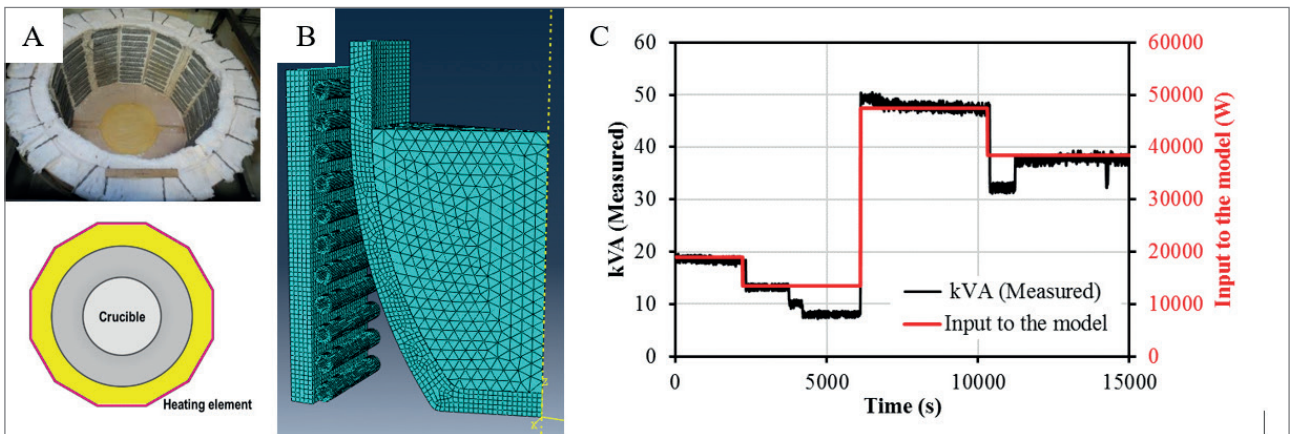 A
Crucible
Heating element
B
C
kVA (Measured)
60
50
40
30
20
10
0
60000
50000
40000
30000
20000
10000
0
Input to the model (W)
kVA (Measured)
Input to the model
0
5000
10000
15000
Time (s)